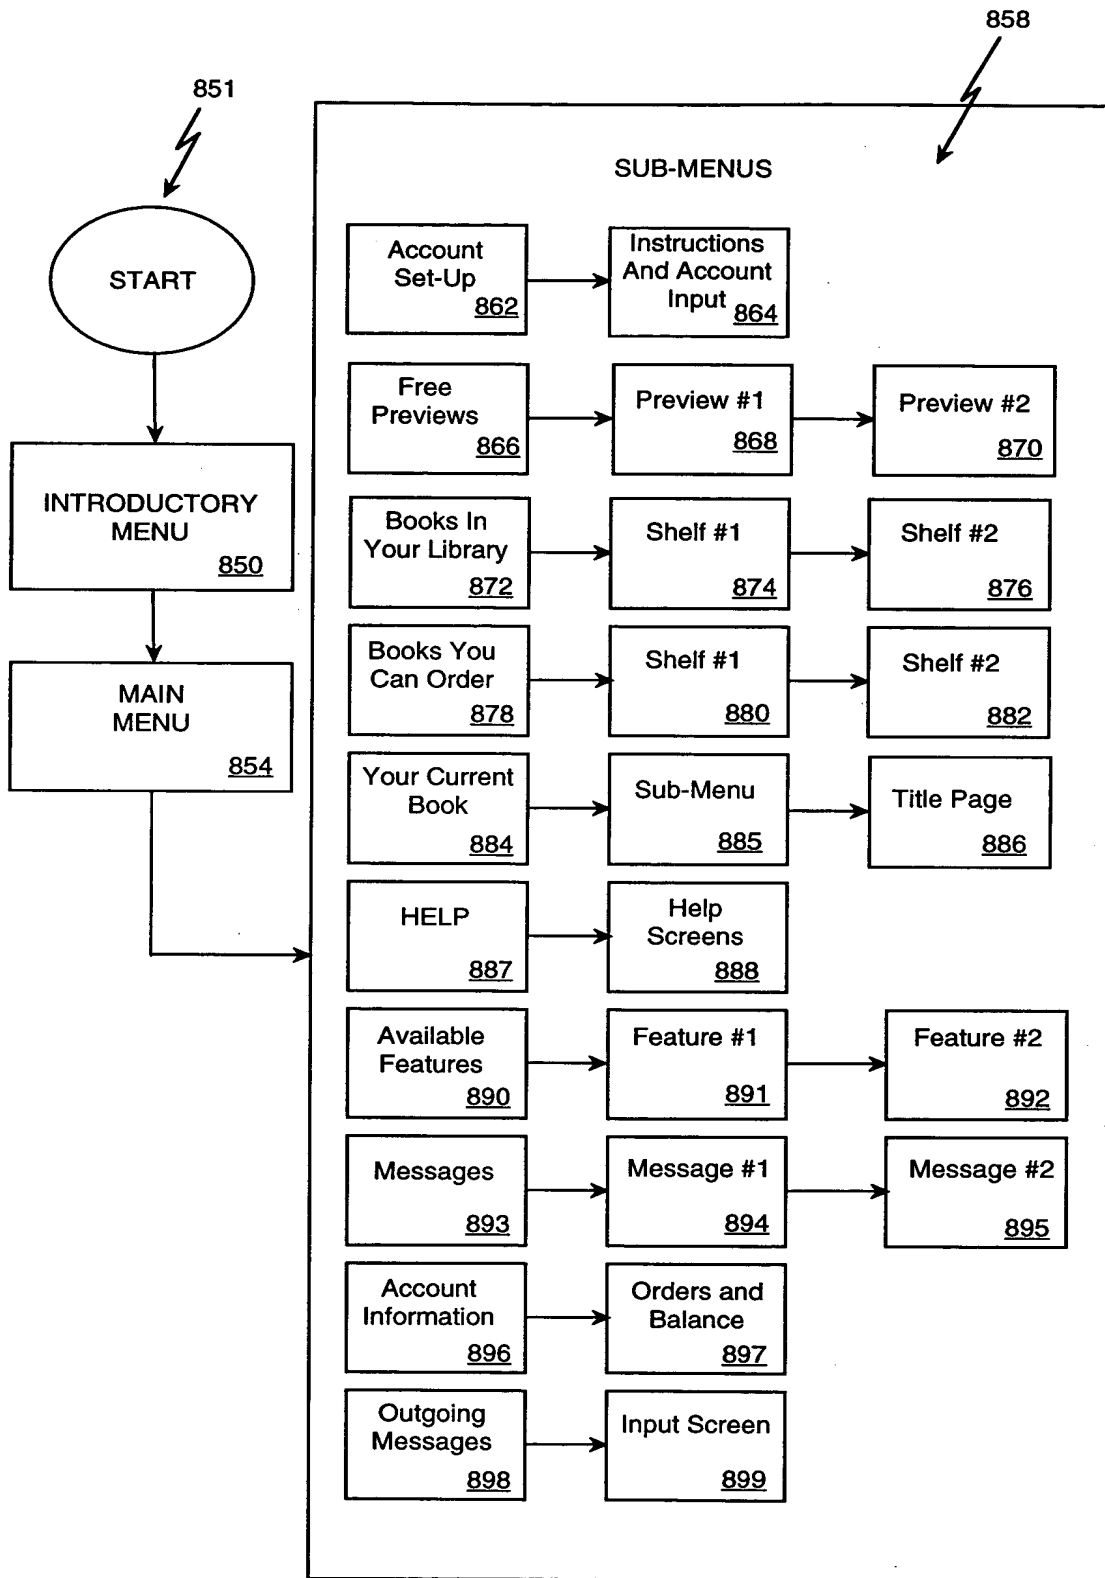 858
851
SUB-MENUS
START
INTRODUCTORY
MENU
850
MAIN
MENU
854
Account
Set-Up
862
Instructions
And Account
Input
864
Free
Previews
866
Preview #1
868
Preview #2
870
Books In
Your Library
872
Shelf #1
874
Shelf #2
876
Books You
Can Order
878
Shelf #1
880
Shelf #2
882
Your Current
Book
884
Sub-Menu
885
Title Page
886
HELP
887
Help
Screens
888
Available
Features
890
Feature #1
891
Feature #2
892
Messages
893
Message #1
894
Message #2
895
Account
Information
896
Orders and
Balance
897
Outgoing
Messages
898
Input Screen
899